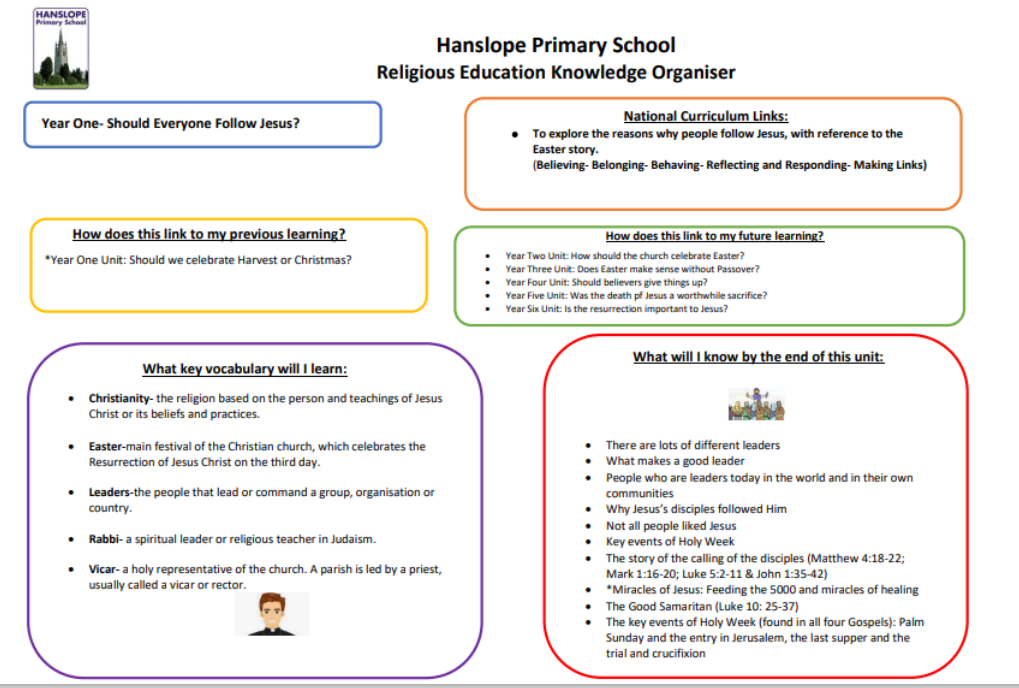 HANSLOPE
Primary School
Hanslope Primary School
Religious Education Knowledge Organiser
Year One- Should Everyone Follow Jesus?
National Curriculum Links:
• To explore the reasons why people follow Jesus, with reference to the
Easter story.
(Believing- Belonging- Behaving- Reflecting and Responding- Making Links)
How does this link to my previous learning?
*Year One Unit: Should we celebrate Harvest or Christmas?
How does this link to my future learning?
• Year Two Unit: How should the church celebrate Easter?
• Year Three Unit: Does Easter make sense without Passover?
• Year Four Unit: Should believers give things up?
• Year Five Unit: Was the death pf Jesus a worthwhile sacrifice?
• Year Six Unit: Is the resurrection important to Jesus?
What key vocabulary will I learn:
• Christianity- the religion based on the person and teachings of Jesus
Christ or its beliefs and practices.
• Easter-main festival of the Christian church, which celebrates the
Resurrection of Jesus Christ on the third day.
• Leaders-the people that lead or command a group, organisation or
country.
• Rabbi- a spiritual leader or religious teacher in Judaism.
• Vicar- a holy representative of the church. A parish is led by a priest,
usually called a vicar or rector.
What will I know by the end of this unit:
• There are lots of different leaders
• What makes a good leader
• People who are leaders today in the world and in their own
communities
• Why Jesus's disciples followed Him
• Not all people liked Jesus
• Key events of Holy Week
• The story of the calling of the disciples (Matthew 4:18-22;
Mark 1:16-20; Luke 5:2-11 & John 1:35-42)
• *Miracles of Jesus: Feeding the 5000 and miracles of healing
• The Good Samaritan (Luke 10: 25-37)
• The key events of Holy Week (found in all four Gospels): Palm
Sunday and the entry in Jerusalem, the last supper and the
trial and crucifixion